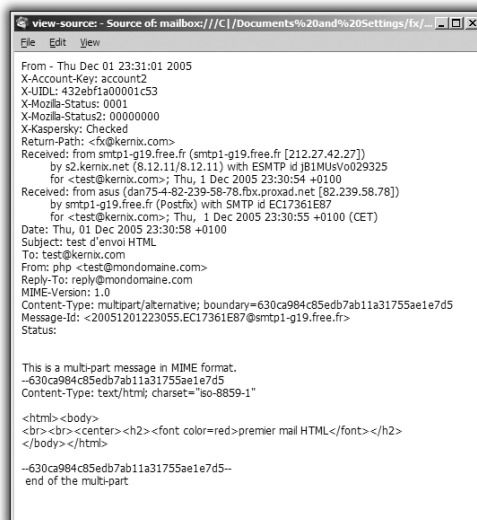 view-source: - Source of: mailbox:///C|/Documents%20and%20Settings/fx/...
File Edit View
From - Thu Dec 01 23:31:01 2005
X-Account-Key: account2
X-UIDL: 432ebf1a00001c53
X-Mozilla-Status: 0001
X-Mozilla-Status2: 00000000
X-Kaspersky: Checked
Return-Path: <fx@kernix.com>
Received: from smtp1-g19.free.fr (smtp1-g19.free.fr [212.27.42.27])
by s2.kernix.net (8.12.11/8.12.11) with ESMTP id jB1MUsVo029325
for <test@kernix.com>; Thu, 1 Dec 2005 23:30:54 +0100
Received: from asus (dan75-4-82-239-58-78.fbx.proxad.net [82.239.58.78])
by smtp1-g19.free.fr (Postfix) with SMTP id EC17361E87
for <test@kernix.com>; Thu, 1 Dec 2005 23:30:55 +0100 (CET)
Date: Thu, 01 Dec 2005 23:30:58 +0100
Subject: test d'envoi HTML
To: test@kernix.com
From: php <test@mondomaine.com>
Reply-To: reply@mondomaine.com
MIME-Version: 1.0
Content-Type: multipart/alternative; boundary=630ca984c85edb7ab11a31755ae1e7d5
Message-Id: <20051201223055.EC17361E87@smtp1-g19.free.fr>
Status:
This is a multi-part message in MIME format.
--630ca984c85edb7ab11a31755ae1e7d5
Content-Type: text/html; charset="iso-8859-1"
<html><body>
<br><br><center><h2><font color=red>premier mail HTML</font></h2>
</body></html>
--630ca984c85edb7ab11a31755ae1e7d5--
end of the multi-part